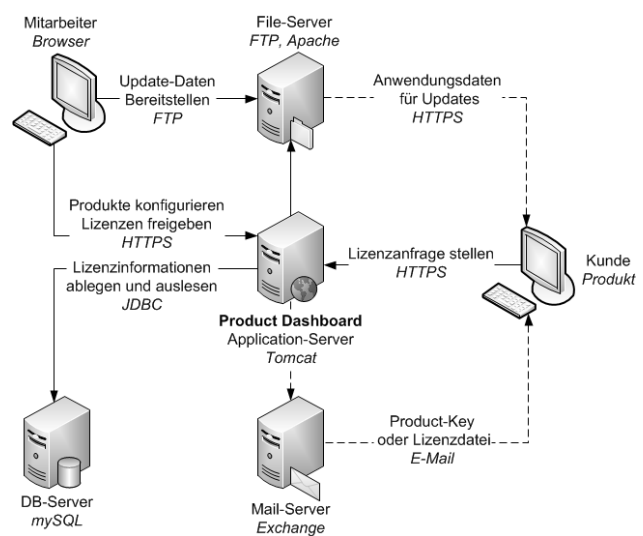 Mitarbeiter
Browser
File-Server
FTP, Apache
Update-Daten
Bereitstellen
FTP
Anwendungsdaten
für Updates
HTTPS
Produkte konfigurieren
Lizenzen freigeben
HTTPS
Lizenzanfrage stellen
HTTPS
Kunde
Produkt
Lizenzinformationen
ablegen und auslesen
JDBC
Product Dashboard
Application-Server
Tomcat
Product-Key
oder Lizenzdatei
E-Mail
DB-Server
mySQL
Mail-Server
Exchange